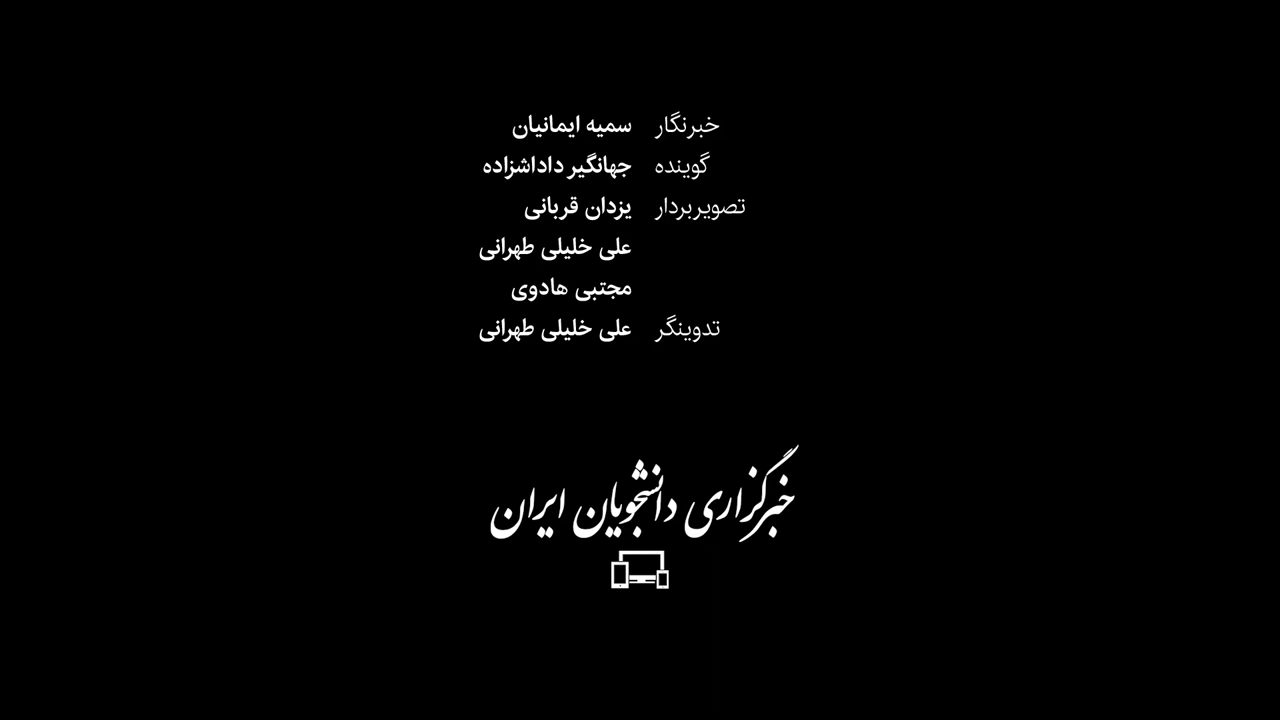 خبرنگار سمیه ایمانیان
گوینده جهانگیر داداشزاده
تصویربردار یزدان قربانی
علی خلیلی طهرانی
مجتبی هادوی
تدوینگر علی خلیلی طهرانی
خبرگزاری دانشجویان ایران